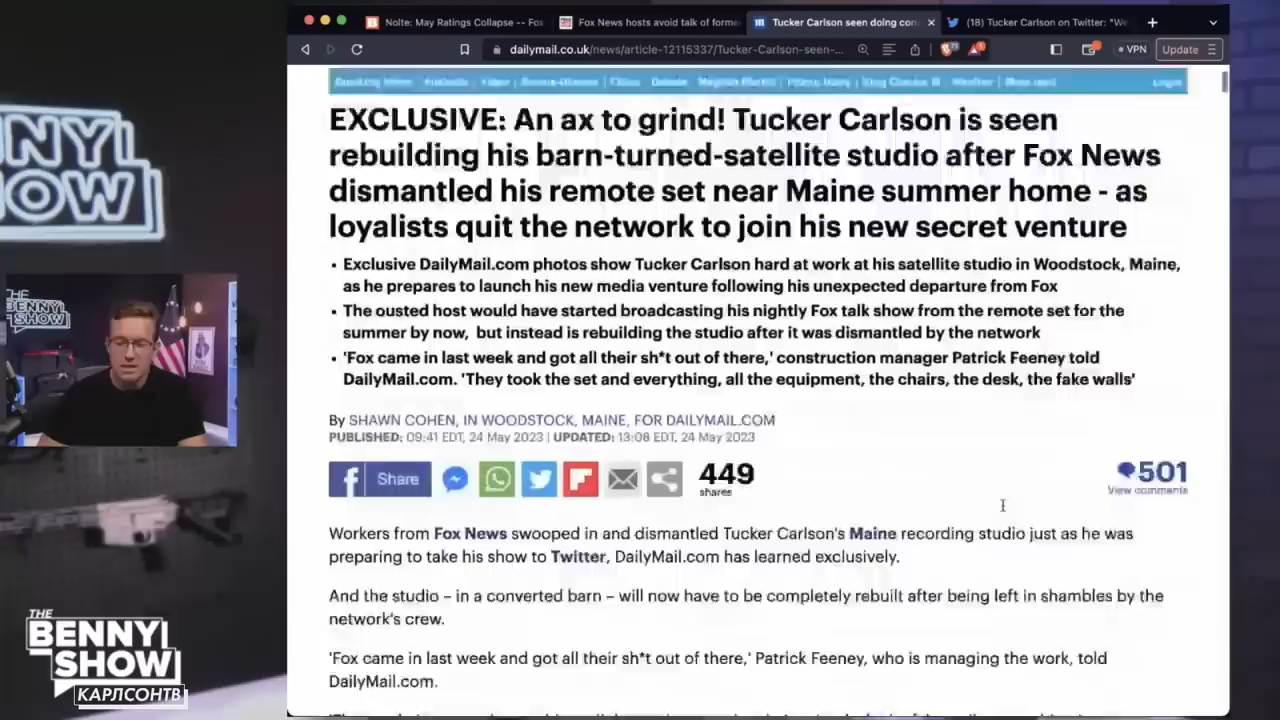 Nolte: May Ratings Collapse -- Fox
Fox News hosts avoid talk of forme
Tucker Carlson seen doing con
(18) Tucker Carlson on Twitter: "We
dailymail.co.uk/news/article-12115337/Tucker-Carlson-seen-...
VPN
Update
Login
EXCLUSIVE: An ax to grind! Tucker Carlson is seen
rebuilding his barn-turned-satellite studio after Fox News
dismantled his remote set near Maine summer home - as
loyalists quit the network to join his new secret venture
• Exclusive DailyMail.com photos show Tucker Carlson hard at work at his satellite studio in Woodstock, Maine,
as he prepares to launch his new media venture following his unexpected departure from Fox
• The ousted host would have started broadcasting his nightly Fox talk show from the remote set for the
summer by now, but instead is rebuilding the studio after it was dismantled by the network
• 'Fox came in last week and got all their sh*t out of there,' construction manager Patrick Feeney told
DailyMail.com. 'They took the set and everything, all the equipment, the chairs, the desk, the fake walls'
By SHAWN COHEN, IN WOODSTOCK, MAINE, FOR DAILYMAIL.COM
PUBLISHED: 09:41 EDT, 24 May 2023 | UPDATED: 13:08 EDT, 24 May 2023
Share
449
shares
501
View comments
Workers from Fox News swooped in and dismantled Tucker Carlson's Maine recording studio just as he was
preparing to take his show to Twitter, DailyMail.com has learned exclusively.
And the studio – in a converted barn – will now have to be completely rebuilt after being left in shambles by the
network's crew.
'Fox came in last week and got all their sh*t out of there,' Patrick Feeney, who is managing the work, told
DailyMail.com.
NNY
OW
THE
BENNY
SHOW
THE
BENNY
SHOW
КАРЛСОНТВ